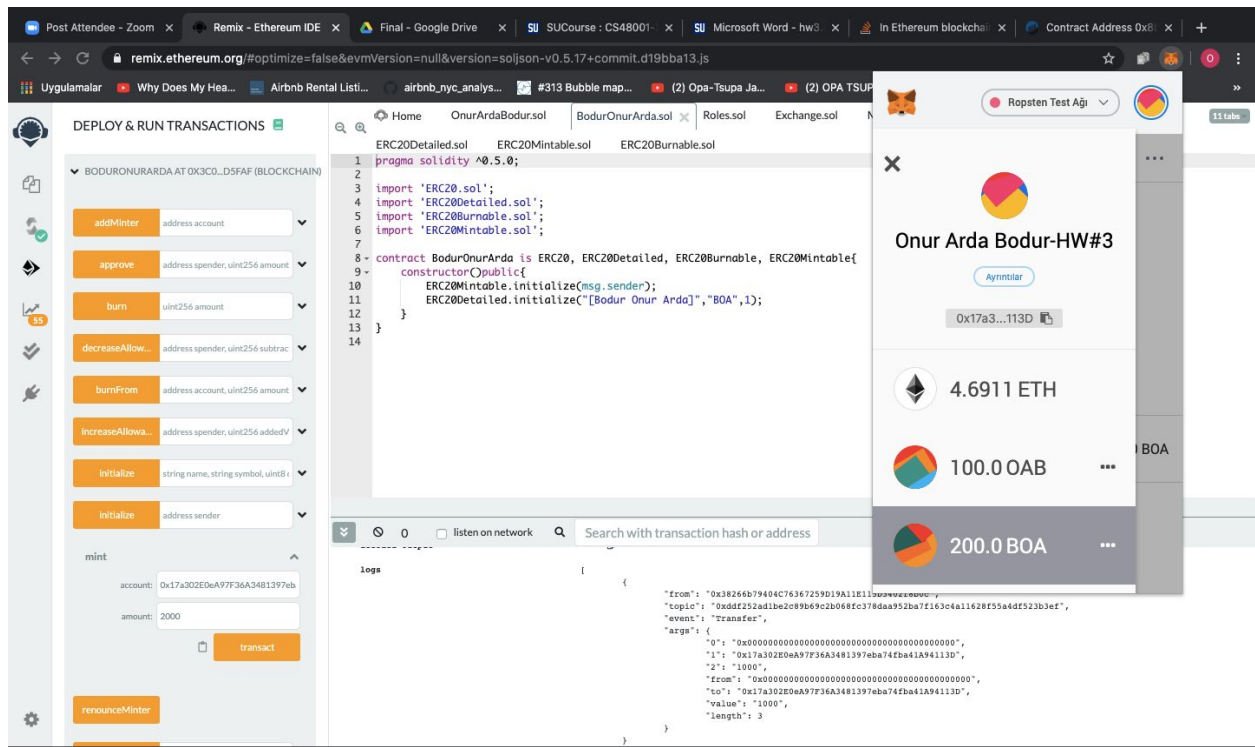 Post Attendee - Zoom
Remix - Ethereum IDE
Final - Google Drive
SU SUCourse : CS48001-
SU Microsoft Word - hw3.
In Ethereum blockchai
Contract Address 0x8
remix.ethereum.org/#optimize=false&evmVersion=null&version=soljson-v0.5.17+commit.d19bba13.js
O
Uygulamalar
Why Does My Hea...
Airbnb Rental Listi...
airbnb_nyc_analys...
#313 Bubble map...
(2) Opa-Tsupa Ja...
(2) OPA TSUP
»
DEPLOY & RUN TRANSACTIONS
Home
OnurArdaBodur.sol
BodurOnurArda.sol
Roles.sol
Exchange.sol
11 tabs
ERC20Detailed.sol
ERC20Mintable.sol
ERC20Burnable.sol
BODURONURARDA AT 0X3C0...D5FAF (BLOCKCHAIN)
addMinter address account
approve address spender, uint256 amount
burn uint256 amount
decreaseAllow... address spender, uint256 subtrac
burnFrom address account, uint256 amount
increaseAllowa... address spender, uint256 addedV
initialize string name, string symbol, uint8
initialize address sender
mint
account: 0x17a302E0eA97F36A3481397eb
amount: 2000
transact
renounceMinter
55
1 pragma solidity ^0.5.0;
2
3 import 'ERC20.sol';
4 import 'ERC20Detailed.sol';
5 import 'ERC20Burnable.sol';
6 import 'ERC20Mintable.sol';
7
8 contract BodurOnurArda is ERC20, ERC20Detailed, ERC20Burnable, ERC20Mintable{
9 constructor()public{
10 ERC20Mintable.initialize(msg.sender);
11 ERC20Detailed.initialize("[Bodur Onur Arda]","BOA",1);
12 }
13 }
14
0
listen on network
Search with transaction hash or address
logs
[
{
"topic": "0xddf252ad1be2c89b69c2b068fc378daa952ba7f163c4a11628f55a4df523b3ef",
"event": "Transfer",
"args": {
"0": "0x0000000000000000000000000000000000000000",
"1": "0x17a302E0eA97F36A3481397eba74fba41A94113D",
"2": "1000",
"from": "0x0000000000000000000000000000000000000000",
"to": "0x17a302E0eA97F36A3481397eba74fba41A94113D",
"value": "1000",
"length": 3
}
}
Ropsten Test Ağı
Onur Arda Bodur-HW#3
Ayrıntılar
0x17a3...113D
4.6911 ETH
100.0 OAB
200.0 BOA
BOA